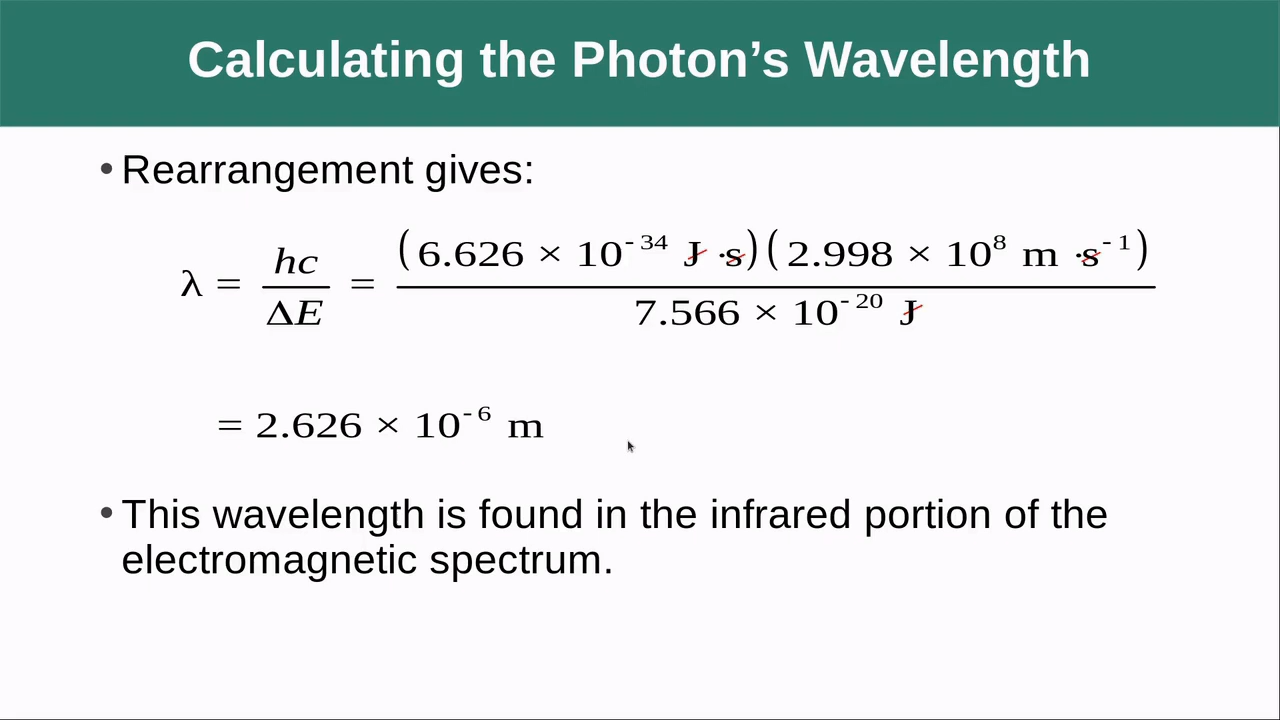 Calculating the Photon’s Wavelength
• Rearrangement gives:
λ = hc / ΔE = (6.626 × 10⁻³⁴ J ·s)(2.998 × 10⁸ m ·s⁻¹) / 7.566 × 10⁻²⁰ J
= 2.626 × 10⁻⁶ m
• This wavelength is found in the infrared portion of the
electromagnetic spectrum.